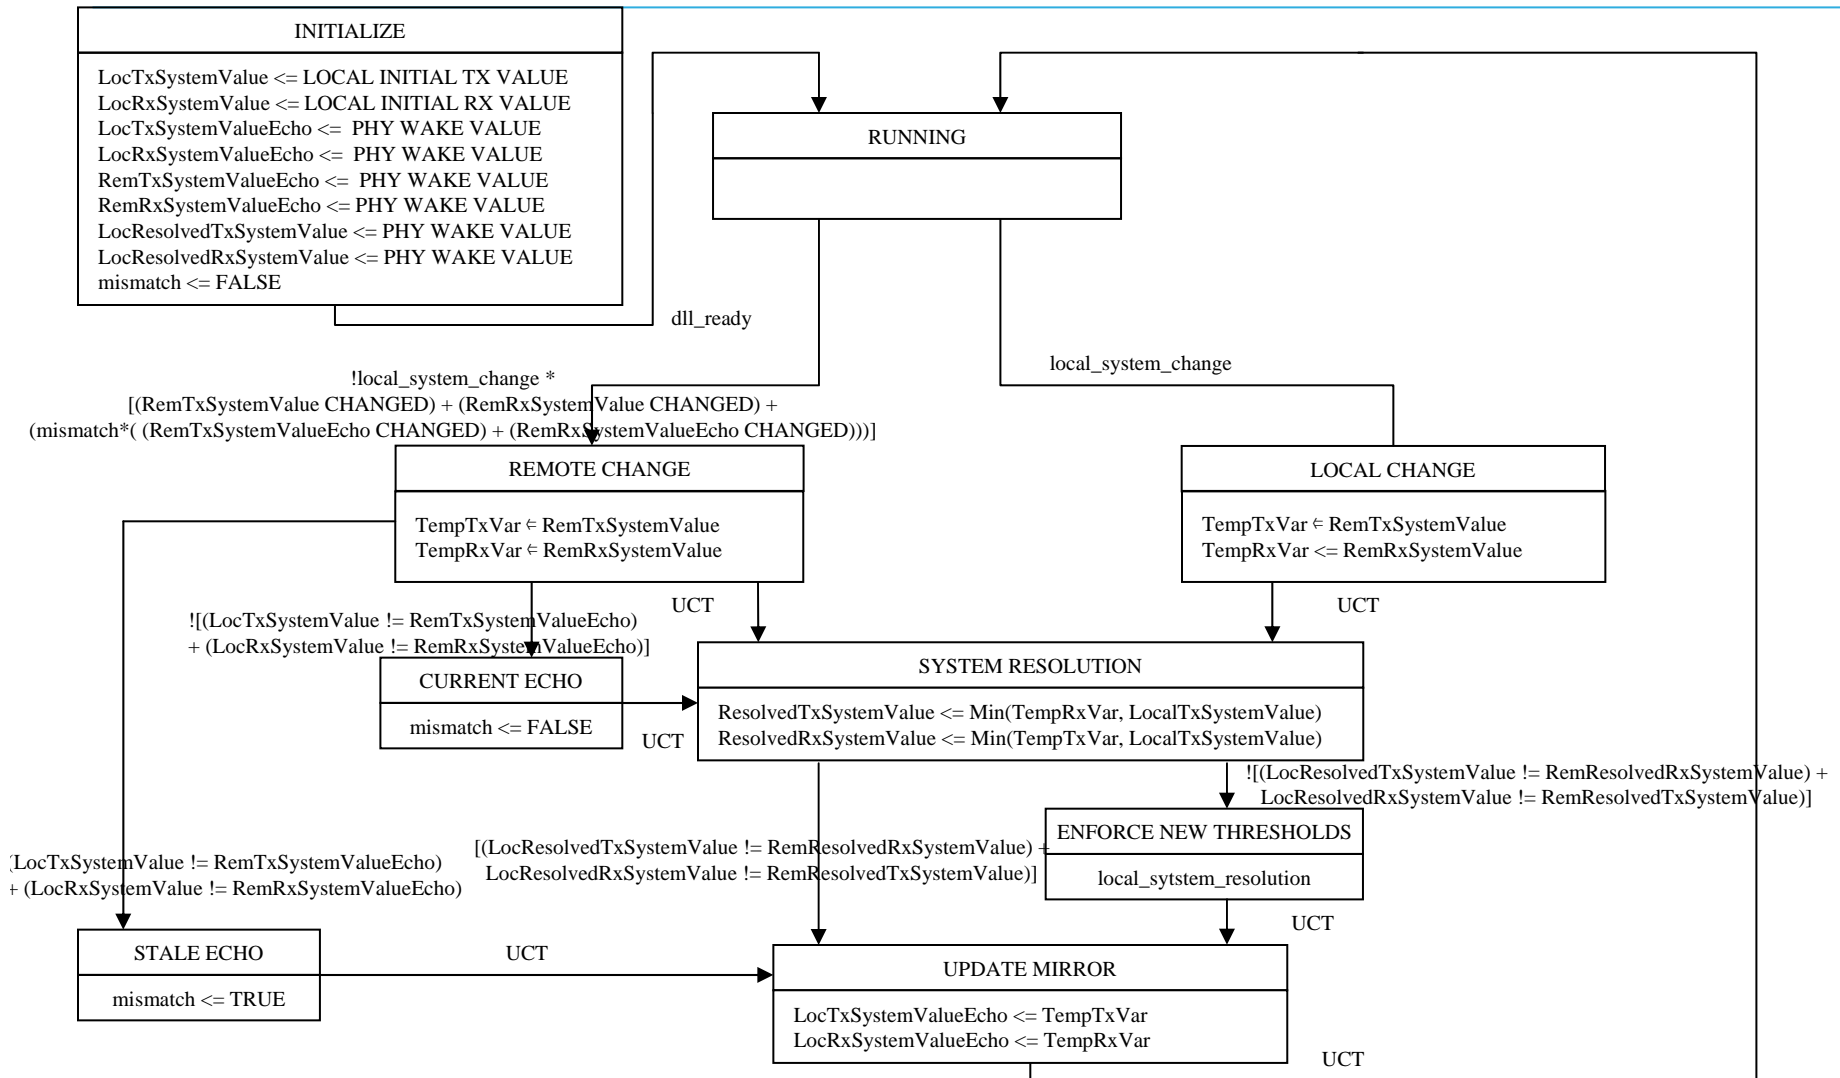 INITIALIZE
LocTxSystemValue <= LOCAL INITIAL TX VALUE
LocRxSystemValue <= LOCAL INITIAL RX VALUE
LocTxSystemValueEcho <=  PHY WAKE VALUE
LocRxSystemValueEcho <=  PHY WAKE VALUE
RemTxSystemValueEcho <=  PHY WAKE VALUE
RemRxSystemValueEcho <= PHY WAKE VALUE
LocResolvedTxSystemValue <= PHY WAKE VALUE
LocResolvedRxSystemValue <= PHY WAKE VALUE
mismatch <= FALSE
RUNNING
dll_ready
local_system_change
!local_system_change *
[(RemTxSystemValue CHANGED) + (RemRxSystemValue CHANGED) +
(mismatch*( (RemTxSystemValueEcho CHANGED) + (RemRxSystemValueEcho CHANGED)))]
REMOTE CHANGE
TempTxVar ⇐ RemTxSystemValue
TempRxVar ⇐ RemRxSystemValue
LOCAL CHANGE
TempTxVar ⇐ RemTxSystemValue
TempRxVar <= RemRxSystemValue
UCT
UCT
![(LocTxSystemValue != RemTxSystemValueEcho)
+ (LocRxSystemValue != RemRxSystemValueEcho)]
CURRENT ECHO
mismatch <= FALSE
UCT
SYSTEM RESOLUTION
ResolvedTxSystemValue <= Min(TempRxVar, LocalTxSystemValue)
ResolvedRxSystemValue <= Min(TempTxVar, LocalTxSystemValue)
![(LocResolvedTxSystemValue != RemResolvedRxSystemValue) +
LocResolvedRxSystemValue != RemResolvedTxSystemValue)]
ENFORCE NEW THRESHOLDS
local_sytstem_resolution
[(LocResolvedTxSystemValue != RemResolvedRxSystemValue) +
LocResolvedRxSystemValue != RemResolvedTxSystemValue)]
(LocTxSystemValue != RemTxSystemValueEcho)
+ (LocRxSystemValue != RemRxSystemValueEcho)
UCT
STALE ECHO
mismatch <= TRUE
UCT
UPDATE MIRROR
LocTxSystemValueEcho <= TempTxVar
LocRxSystemValueEcho <= TempRxVar
UCT